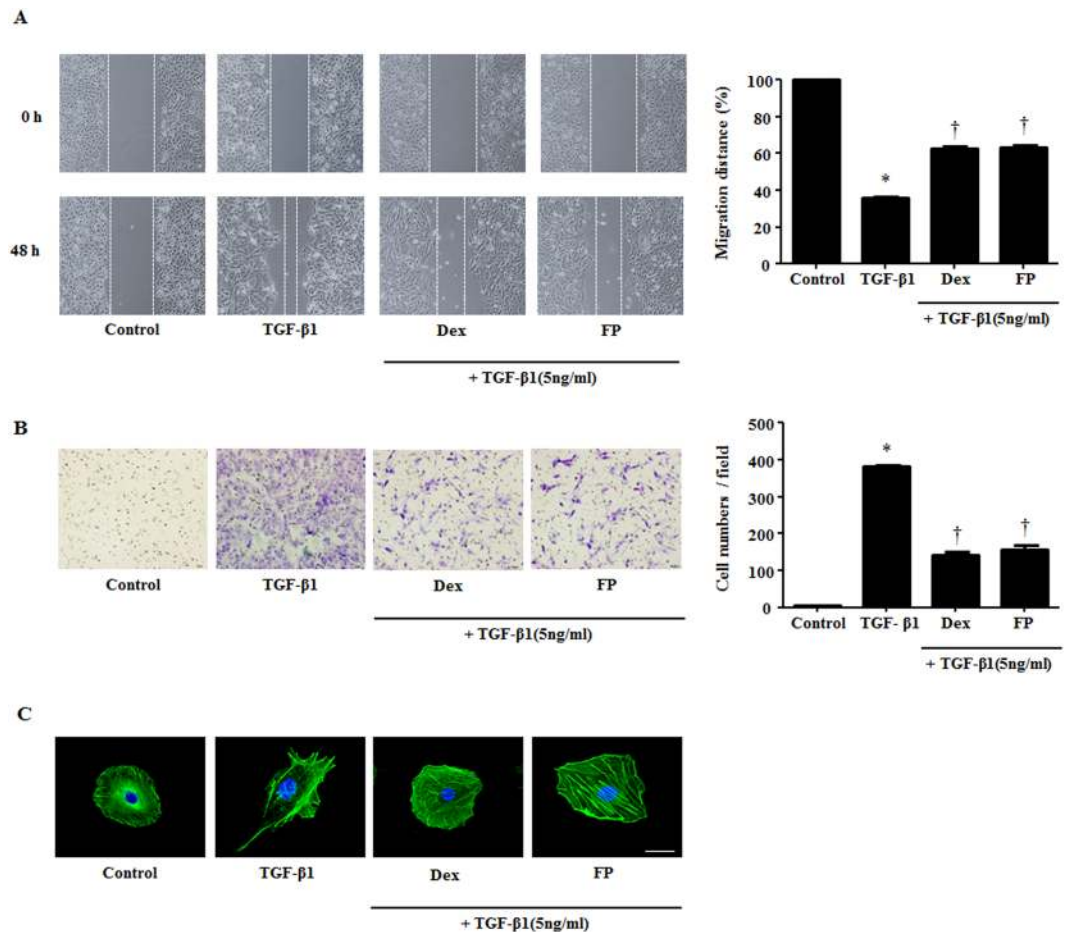 A
0 h
48 h
Control
TGF-β1
Dex
FP
+ TGF-β1(5ng/ml)
Migration distance (%)
100
80
60
40
20
0
†
†
*
Control
TGF-β1
Dex
FP
+ TGF-β1(5ng/ml)
B
Control
TGF-β1
Dex
FP
+ TGF-β1(5ng/ml)
Cell numbers / field
500
400
300
200
100
0
*
†
†
Control
TGF- β1
Dex
FP
+ TGF-β1(5ng/ml)
C
Control
TGF-β1
Dex
FP
+ TGF-β1(5ng/ml)